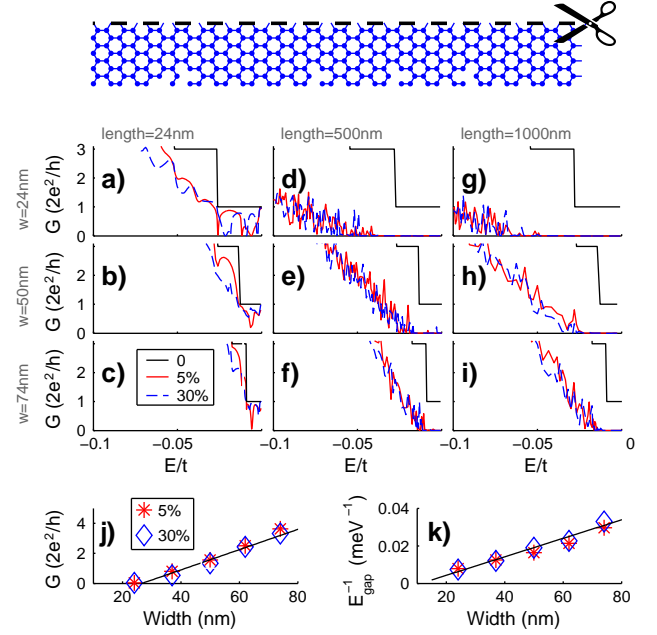 length=24nm length=500nm length=1000nm
w=24nm
G (2e²/h)
3
2
1
0
a)
d)
g)
w=50nm
G (2e²/h)
2
1
0
b)
e)
h)
w=74nm
G (2e²/h)
2
1
0
c)
0
5%
30%
f)
i)
−0.1 −0.05 −0.1 −0.05 −0.1 −0.05 0
E/t E/t E/t
G (2e²/h)
4
2
0
j)
5%
30%
20 40 60 80
Width (nm)
E⁻¹gap (meV⁻¹)
0.04
0.02
0
k)
20 40 60 80
Width (nm)